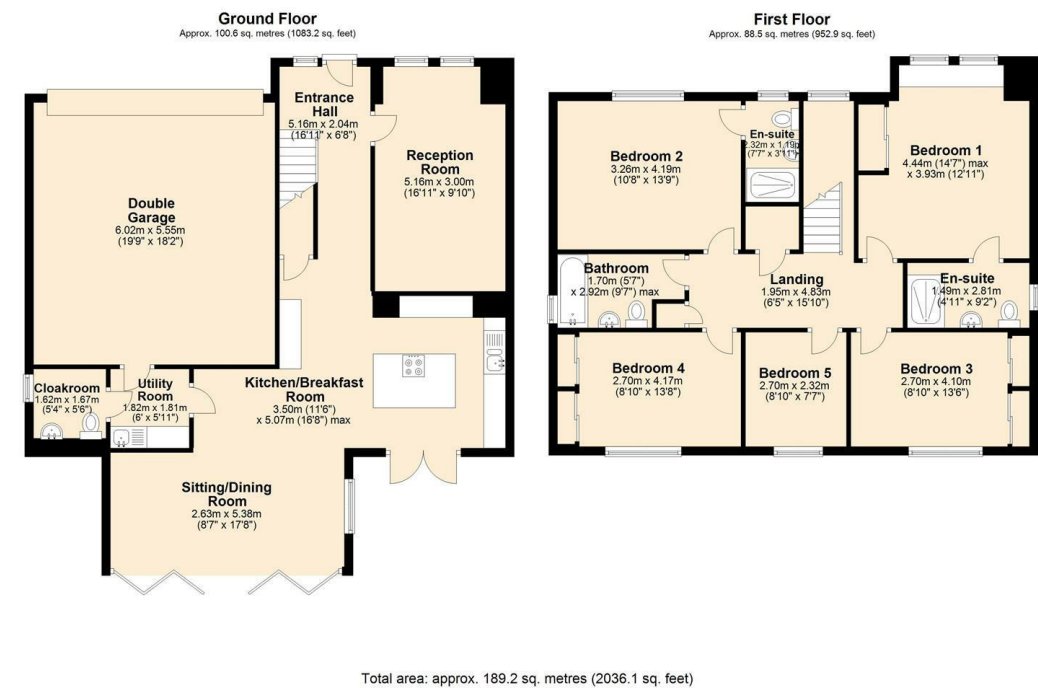 Ground Floor
Approx. 100.6 sq. metres (1083.2 sq. feet)
Entrance
Hall
5.16m x 2.04m
(16'11" x 6'8")
Reception
Room
5.16m x 3.00m
(16'11" x 9'10")
Double
Garage
6.02m x 5.55m
(19'9" x 18'2")
Cloakroom
1.62m x 1.67m
(5'4" x 5'6")
Utility
Room
1.82m x 1.81m
(6' x 5'11")
Kitchen/Breakfast
Room
3.50m (11'6")
x 5.07m (16'8") max
Sitting/Dining
Room
2.63m x 5.38m
(8'7" x 17'8")
First Floor
Approx. 88.5 sq. metres (952.9 sq. feet)
Bedroom 2
3.26m x 4.19m
(10'8" x 13'9")
En-suite
2.32m x 1.19m
(7'7" x 3'11")
Bedroom 1
4.44m (14'7") max
x 3.93m (12'11")
Bathroom
1.70m (5'7")
x 2.92m (9'7") max
Landing
1.95m x 4.83m
(6'5" x 15'10")
En-suite
1.49m x 2.81m
(4'11" x 9'2")
Bedroom 4
2.70m x 4.17m
(8'10" x 13'8")
Bedroom 5
2.70m x 2.32m
(8'10" x 7'7")
Bedroom 3
2.70m x 4.10m
(8'10" x 13'6")
Total area: approx. 189.2 sq. metres (2036.1 sq. feet)